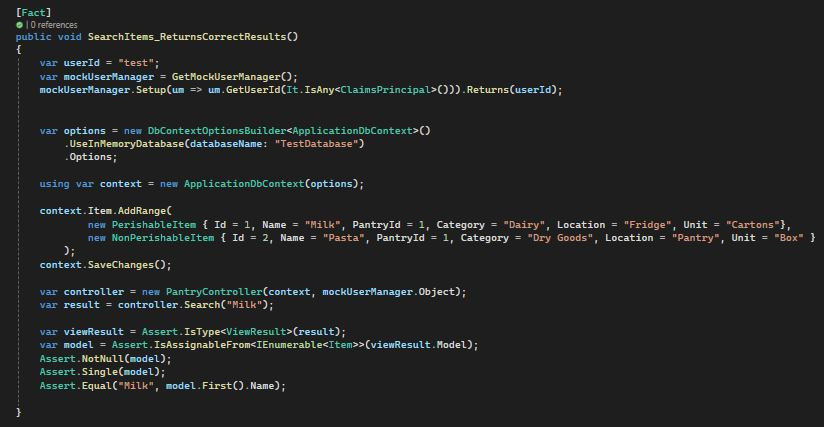 [Fact]
| 0 references
public void SearchItems_ReturnsCorrectResults()
{
var userId = "test";
var mockUserManager = GetMockUserManager();
mockUserManager.Setup(um => um.GetUserId(It.IsAny<ClaimsPrincipal>())).Returns(userId);
var options = new DbContextOptionsBuilder<ApplicationDbContext>()
.UseInMemoryDatabase(databaseName: "TestDatabase")
.Options;
using var context = new ApplicationDbContext(options);
context.Item.AddRange(
new PerishableItem { Id = 1, Name = "Milk", PantryId = 1, Category = "Dairy", Location = "Fridge", Unit = "Cartons"},
new NonPerishableItem { Id = 2, Name = "Pasta", PantryId = 1, Category = "Dry Goods", Location = "Pantry", Unit = "Box" }
);
context.SaveChanges();
var controller = new PantryController(context, mockUserManager.Object);
var result = controller.Search("Milk");
var viewResult = Assert.IsType<ViewResult>(result);
var model = Assert.IsAssignableFrom<IEnumerable<Item>>(viewResult.Model);
Assert.NotNull(model);
Assert.Single(model);
Assert.Equal("Milk", model.First().Name);
}